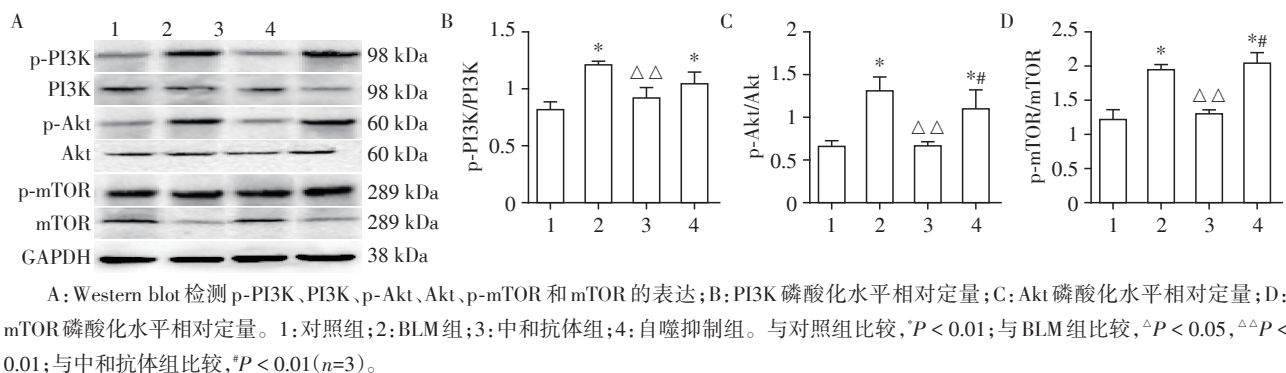 A
1 2 3 4
p-PI3K 98 kDa
PI3K 98 kDa
p-Akt 60 kDa
Akt 60 kDa
p-mTOR 289 kDa
mTOR 289 kDa
GAPDH 38 kDa
B
p-PI3K/PI3K
1.5
1
0.5
0
* △△ *
1 2 3 4
C
p-Akt/Akt
2
1.5
1
0.5
0
* △△ *#
1 2 3 4
D
p-mTOR/mTOR
2.5
2
1.5
1
0.5
0
* △△ *#
1 2 3 4
A:Western blot检测p-PI3K、PI3K、p-Akt、Akt、p-mTOR和mTOR的表达;B:PI3K磷酸化水平相对定量;C:Akt磷酸化水平相对定量;D:
mTOR磷酸化水平相对定量。1:对照组;2:BLM组;3:中和抗体组;4:自噬抑制组。与对照组比较,*P < 0.01;与BLM组比较,△P < 0.05,△△P <
0.01;与中和抗体组比较,#P < 0.01(n=3)。